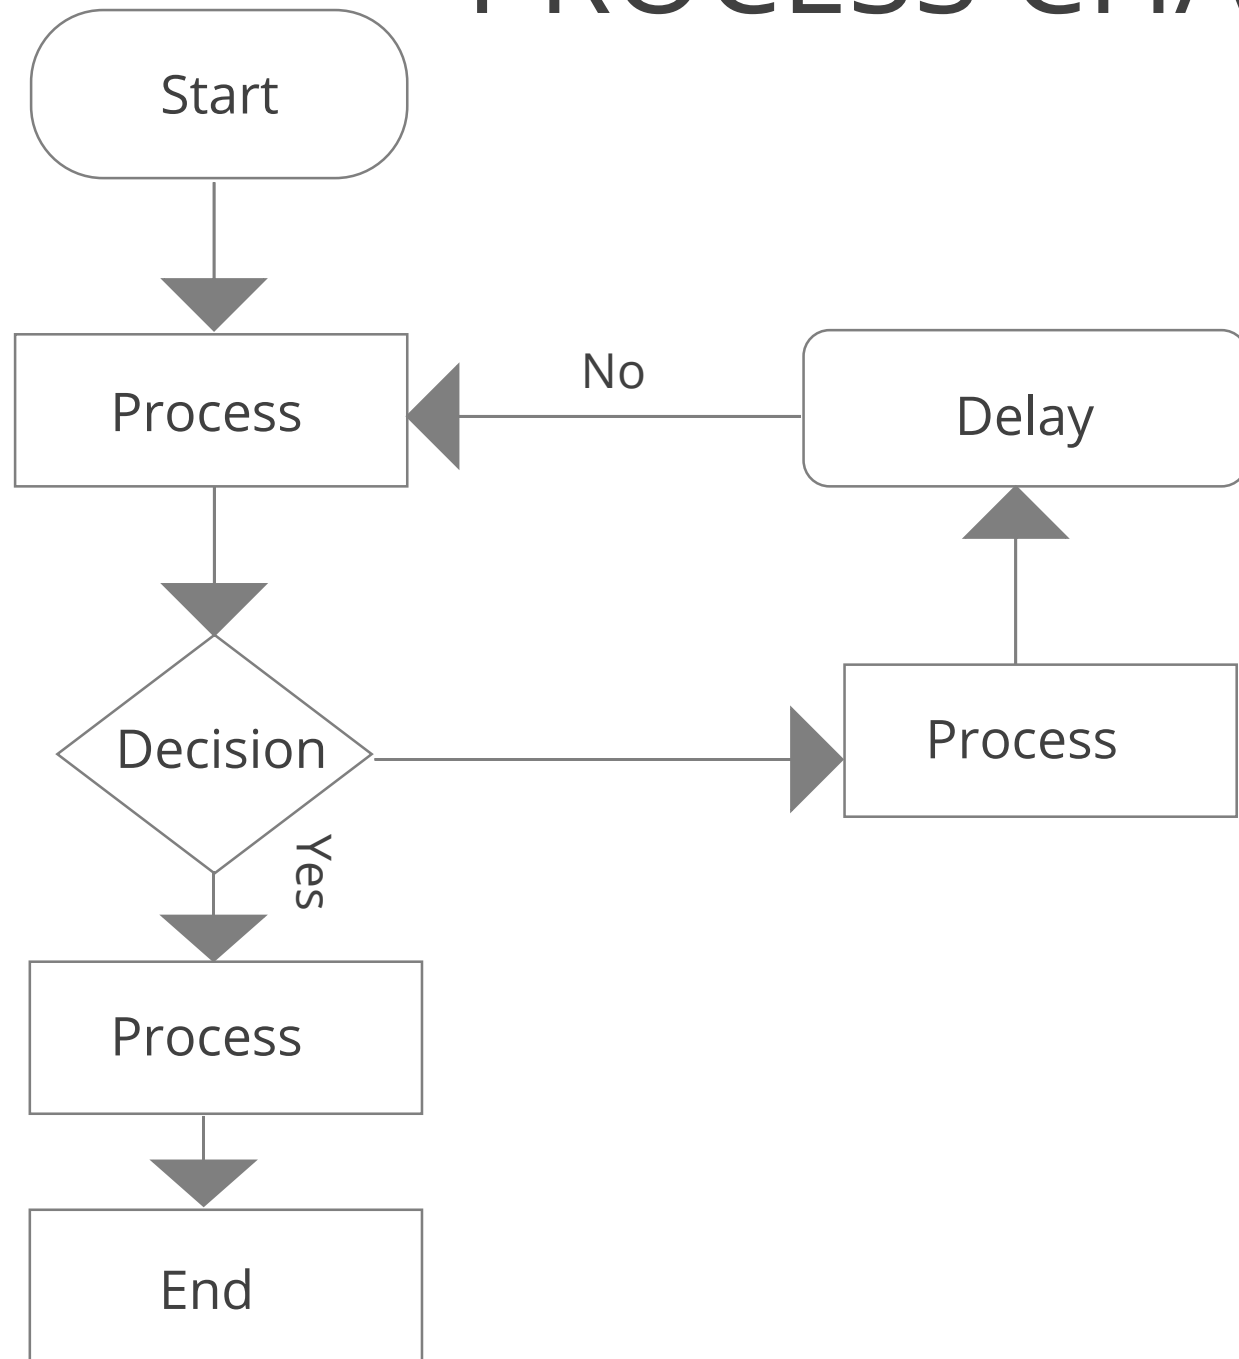 Start
No
Process
Delay
Decision
Process
Yes
Process
End